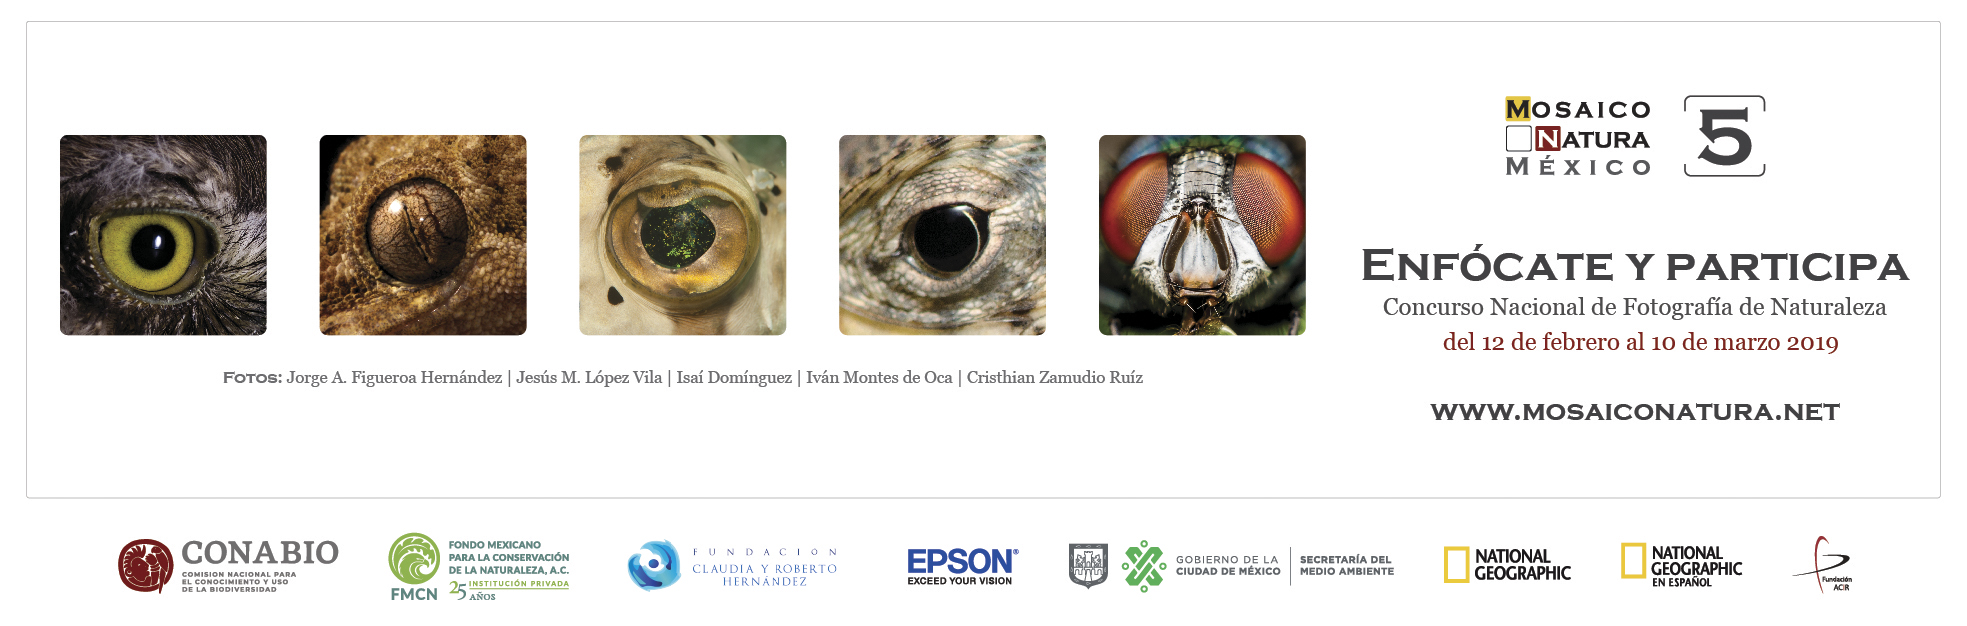 MOSAICO
NATURA
MÉXICO
5
ENFÓCATE Y PARTICIPA
Concurso Nacional de Fotografía de Naturaleza
del 12 de febrero al 10 de marzo 2019
WWW.MOSAICONATURA.NET
FOTOS: Jorge A. Figueroa Hernández | Jesús M. López Vila | Isaí Domínguez | Iván Montes de Oca | Cristhian Zamudio Ruíz
CONABIO
COMISION NACIONAL PARA
EL CONOCIMIENTO Y USO
DE LA BIODIVERSIDAD
FMCN
FONDO MEXICANO
PARA LA CONSERVACIÓN
DE LA NATURALEZA, A.C.
25 INSTITUCIÓN PRIVADA
AÑOS
FUNDACION
CLAUDIA Y ROBERTO
HERNÁNDEZ
EPSON®
EXCEED YOUR VISION
GOBIERNO DE LA
CIUDAD DE MÉXICO
SECRETARÍA DEL
MEDIO AMBIENTE
NATIONAL
GEOGRAPHIC
NATIONAL
GEOGRAPHIC
EN ESPAÑOL
Fundación
ACIR